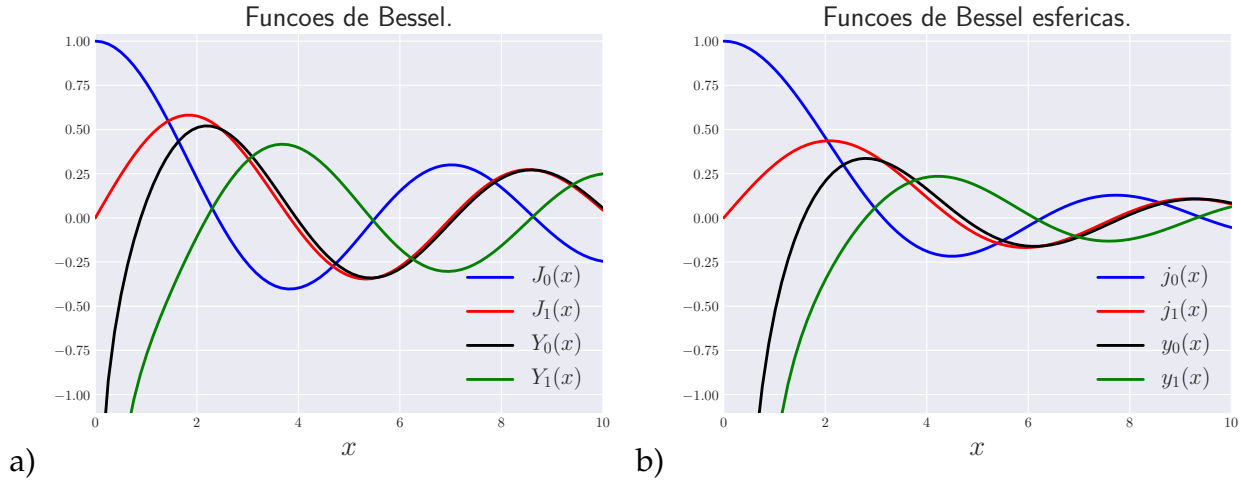 Funcoes de Bessel.
1.00
0.75
0.50
0.25
0.00
−0.25
−0.50
−0.75
−1.00
0 2 4 6 8 10
x
J₀(x)
J₁(x)
Y₀(x)
Y₁(x)
a)
Funcoes de Bessel esfericas.
1.00
0.75
0.50
0.25
0.00
−0.25
−0.50
−0.75
−1.00
0 2 4 6 8 10
x
j₀(x)
j₁(x)
y₀(x)
y₁(x)
b)